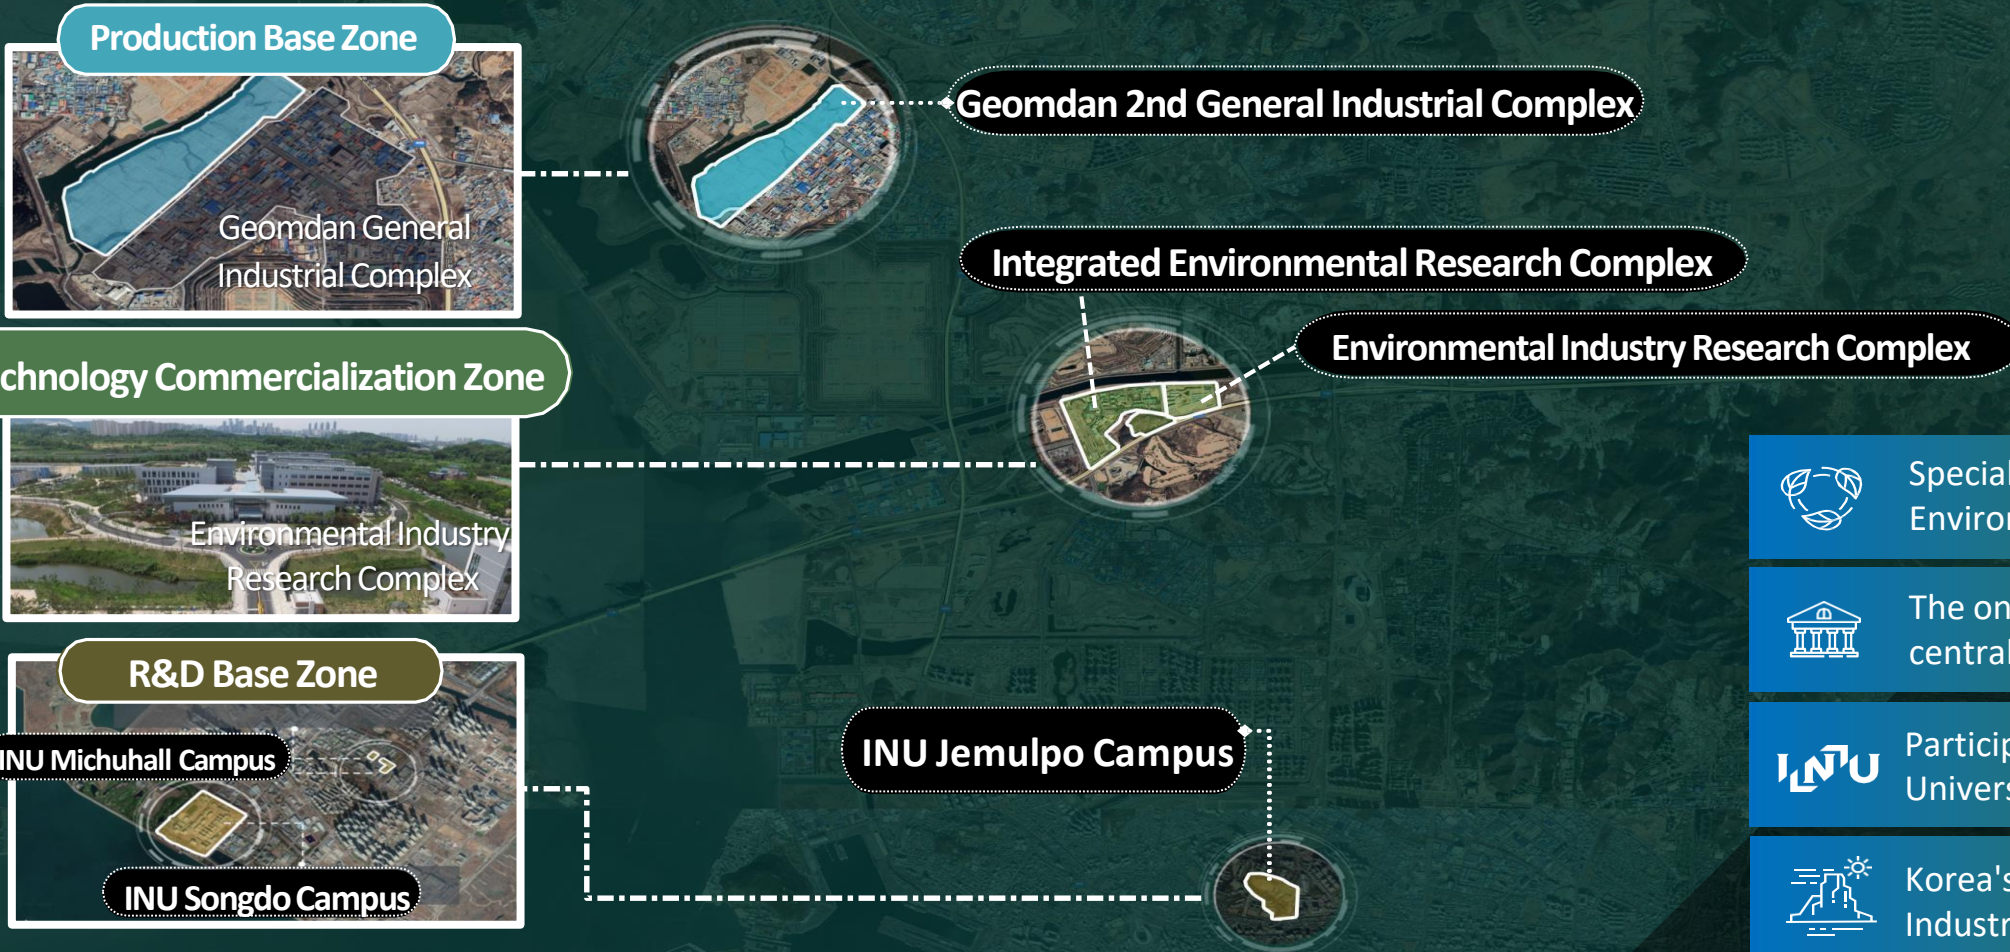 Production Base Zone
Geomdan General
Industrial Complex
Geomdan 2nd General Industrial Complex
Integrated Environmental Research Complex
Environmental Industry Research Complex
chnology Commercialization Zone
Environmental Industry
Research Complex
R&D Base Zone
INU Michuhall Campus
INU Songdo Campus
INU Jemulpo Campus
Special
Environ
The on
central
INU
Particip
Univers
Korea's
Industr